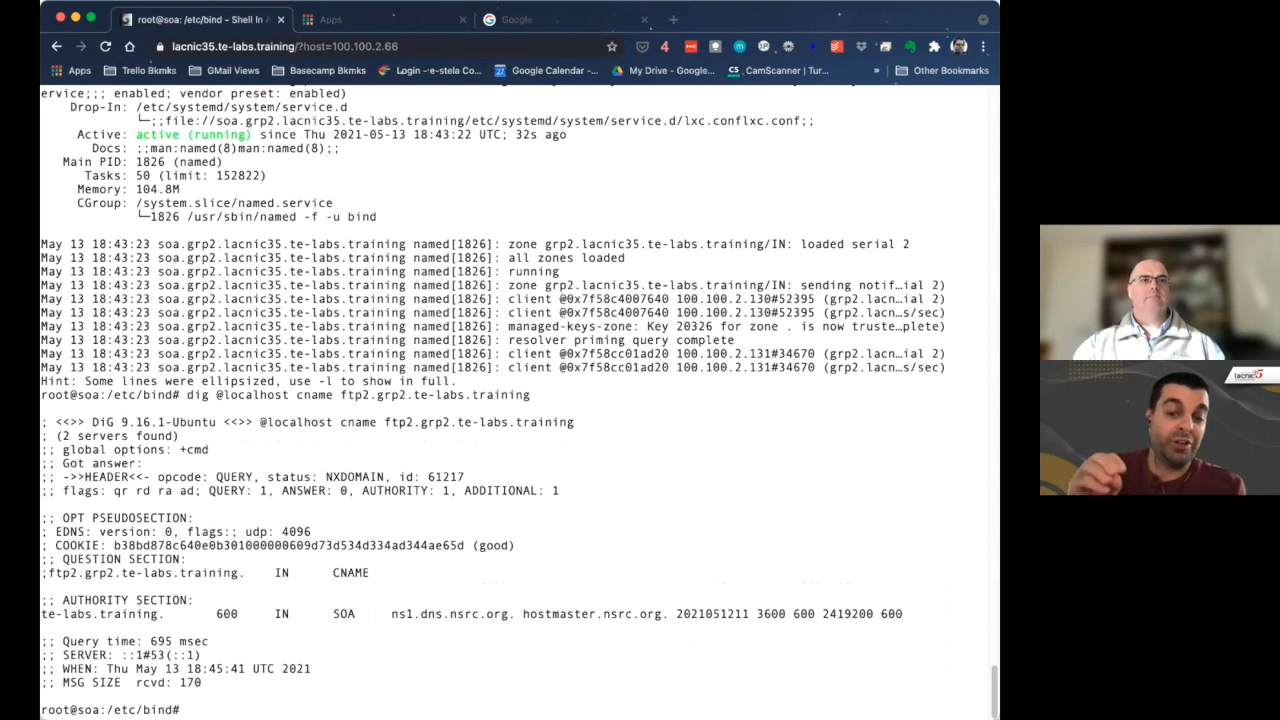 root@soa: /etc/bind - Shell In A
Apps
Google
lacnic35.te-labs.training/?host=100.100.2.66
4
Apps
Trello Bkmks
GMail Views
Basecamp Bkmks
Login - e-stela Co...
27
Google Calendar -...
My Drive - Google...
CS
CamScanner | Tur...
»
Other Bookmarks
ervice;;; enabled; vendor preset: enabled)
Drop-In: /etc/systemd/system/service.d
└─;;file://soa.grp2.lacnic35.te-labs.training/etc/systemd/system/service.d/lxc.conflxc.conf;;
Active: active (running) since Thu 2021-05-13 18:43:22 UTC; 32s ago
Docs: ;;man:named(8)man:named(8);;
Main PID: 1826 (named)
Tasks: 50 (limit: 152822)
Memory: 104.8M
CGroup: /system.slice/named.service
└─1826 /usr/sbin/named -f -u bind
May 13 18:43:23 soa.grp2.lacnic35.te-labs.training named[1826]: zone grp2.lacnic35.te-labs.training/IN: loaded serial 2
May 13 18:43:23 soa.grp2.lacnic35.te-labs.training named[1826]: all zones loaded
May 13 18:43:23 soa.grp2.lacnic35.te-labs.training named[1826]: running
May 13 18:43:23 soa.grp2.lacnic35.te-labs.training named[1826]: zone grp2.lacnic35.te-labs.training/IN: sending notif…ial 2)
May 13 18:43:23 soa.grp2.lacnic35.te-labs.training named[1826]: client @0x7f58c4007640 100.100.2.130#52395 (grp2.lacn…ial 2)
May 13 18:43:23 soa.grp2.lacnic35.te-labs.training named[1826]: client @0x7f58c4007640 100.100.2.130#52395 (grp2.lacn…s/sec)
May 13 18:43:23 soa.grp2.lacnic35.te-labs.training named[1826]: managed-keys-zone: Key 20326 for zone . is now truste…plete)
May 13 18:43:23 soa.grp2.lacnic35.te-labs.training named[1826]: resolver priming query complete
May 13 18:43:23 soa.grp2.lacnic35.te-labs.training named[1826]: client @0x7f58cc01ad20 100.100.2.131#34670 (grp2.lacn…ial 2)
May 13 18:43:23 soa.grp2.lacnic35.te-labs.training named[1826]: client @0x7f58cc01ad20 100.100.2.131#34670 (grp2.lacn…s/sec)
Hint: Some lines were ellipsized, use -l to show in full.
root@soa:/etc/bind# dig @localhost cname ftp2.grp2.te-labs.training
; <<>> DiG 9.16.1-Ubuntu <<>> @localhost cname ftp2.grp2.te-labs.training
; (2 servers found)
;; global options: +cmd
;; Got answer:
;; ->>HEADER<<- opcode: QUERY, status: NXDOMAIN, id: 61217
;; flags: qr rd ra ad; QUERY: 1, ANSWER: 0, AUTHORITY: 1, ADDITIONAL: 1
;; OPT PSEUDOSECTION:
; EDNS: version: 0, flags:; udp: 4096
; COOKIE: b38bd878c640e0b301000000609d73d534d334ad344ae65d (good)
;; QUESTION SECTION:
;ftp2.grp2.te-labs.training. IN CNAME
;; AUTHORITY SECTION:
te-labs.training. 600 IN SOA ns1.dns.nsrc.org. hostmaster.nsrc.org. 2021051211 3600 600 2419200 600
;; Query time: 695 msec
;; SERVER: ::1#53(::1)
;; WHEN: Thu May 13 18:45:41 UTC 2021
;; MSG SIZE rcvd: 170
root@soa:/etc/bind#
lacnic35